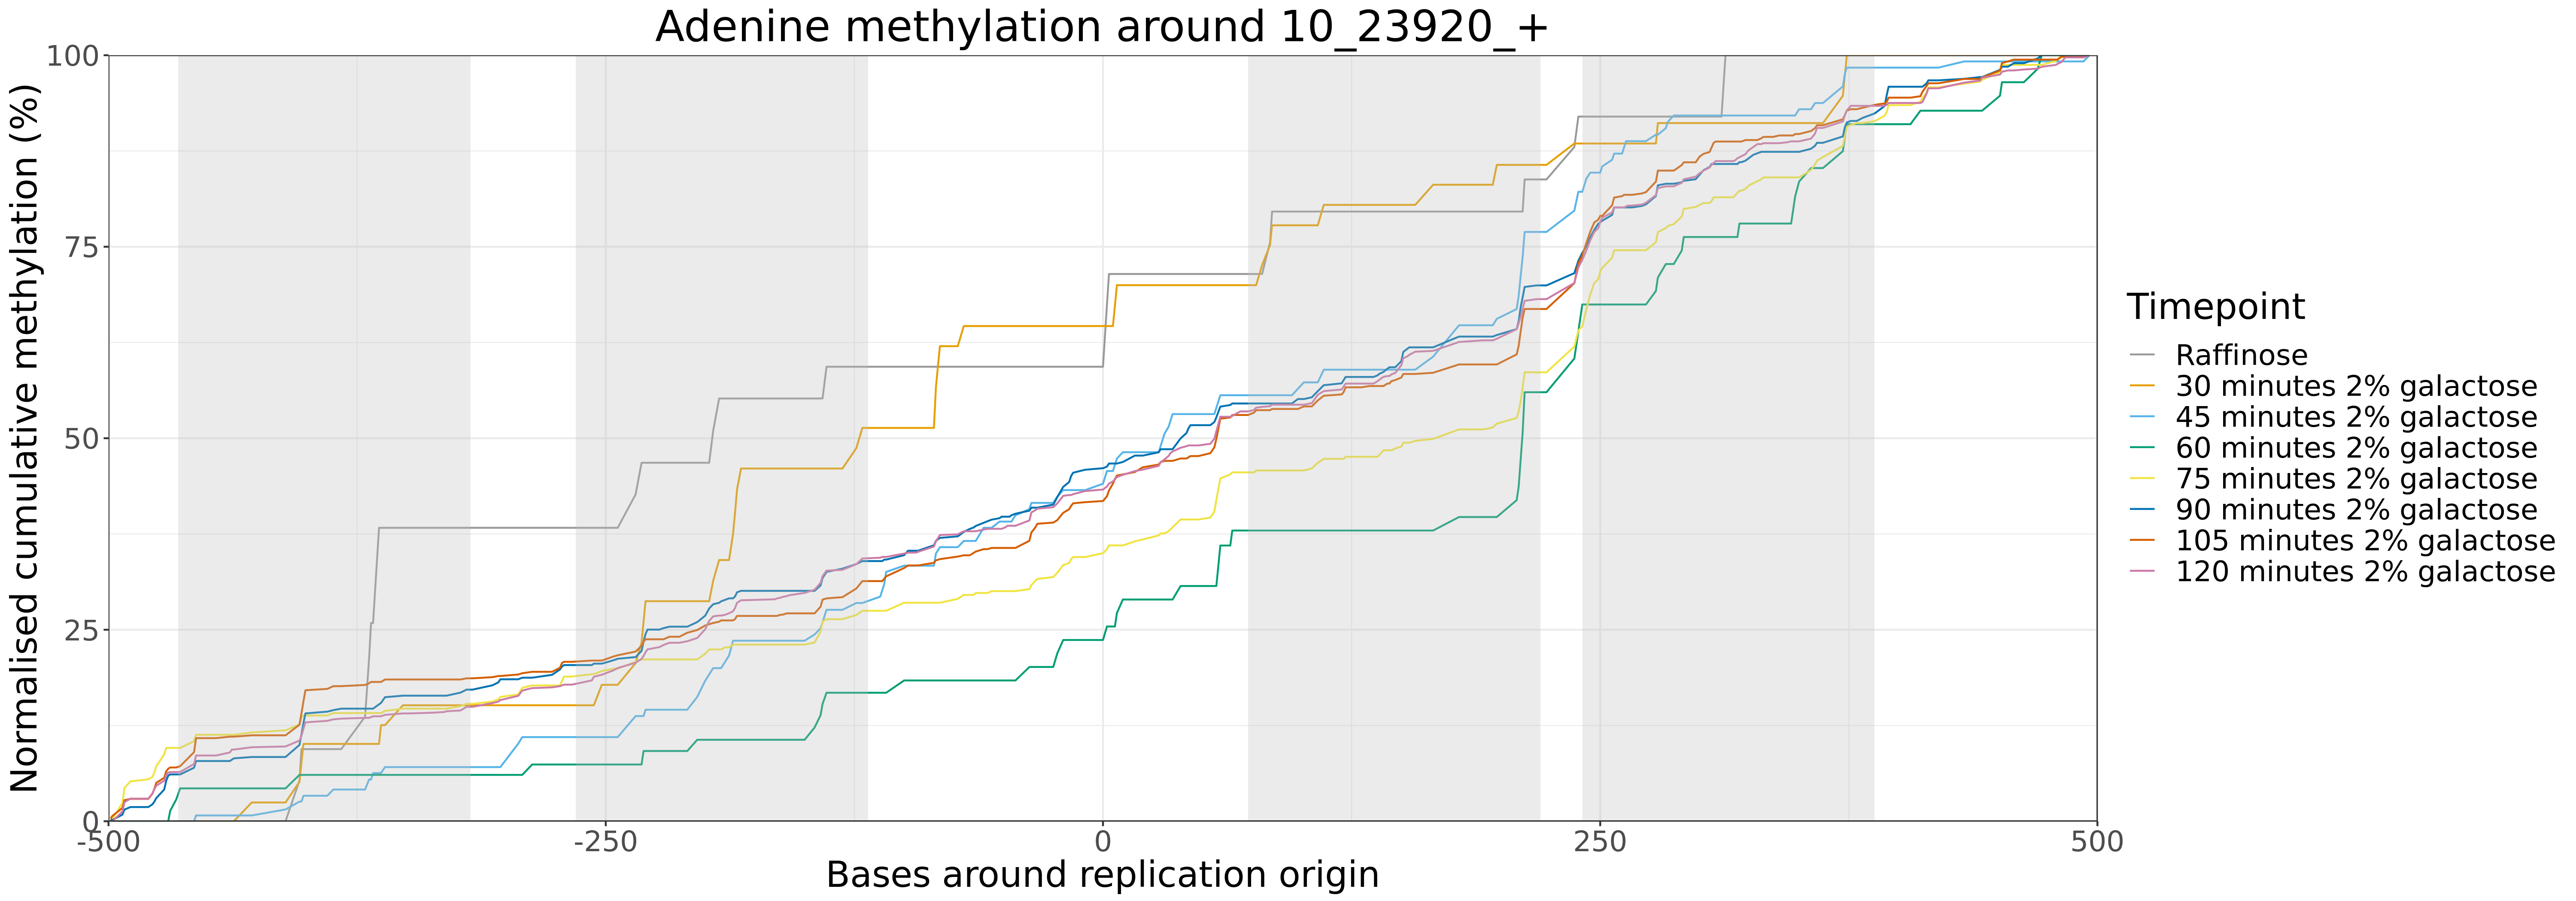 Adenine methylation around 10_23920_+
Normalised cumulative methylation (%)
100
75
50
25
0
-500
-250
0
250
500
Bases around replication origin
Timepoint
Raffinose
30 minutes 2% galactose
45 minutes 2% galactose
60 minutes 2% galactose
75 minutes 2% galactose
90 minutes 2% galactose
105 minutes 2% galactose
120 minutes 2% galactose